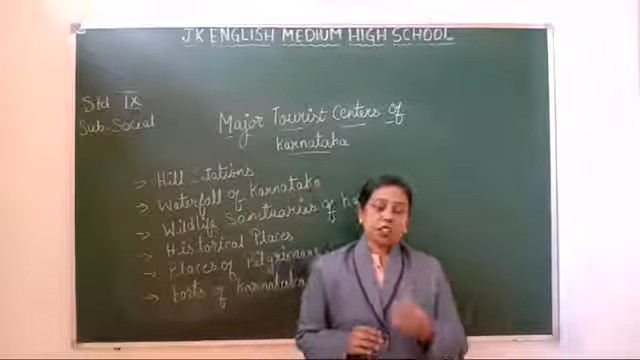 JK ENGLISH MEDIUM HIGH SCHOOL
Std IX
Sub-Social
Major Tourist Centers of
Karnataka
⇒ Hill Stations
⇒ Waterfall of Karnataka
⇒ Wildlife Sanctuaries of
⇒ Historical Places
→ Places of
→ Forts of Karnataka